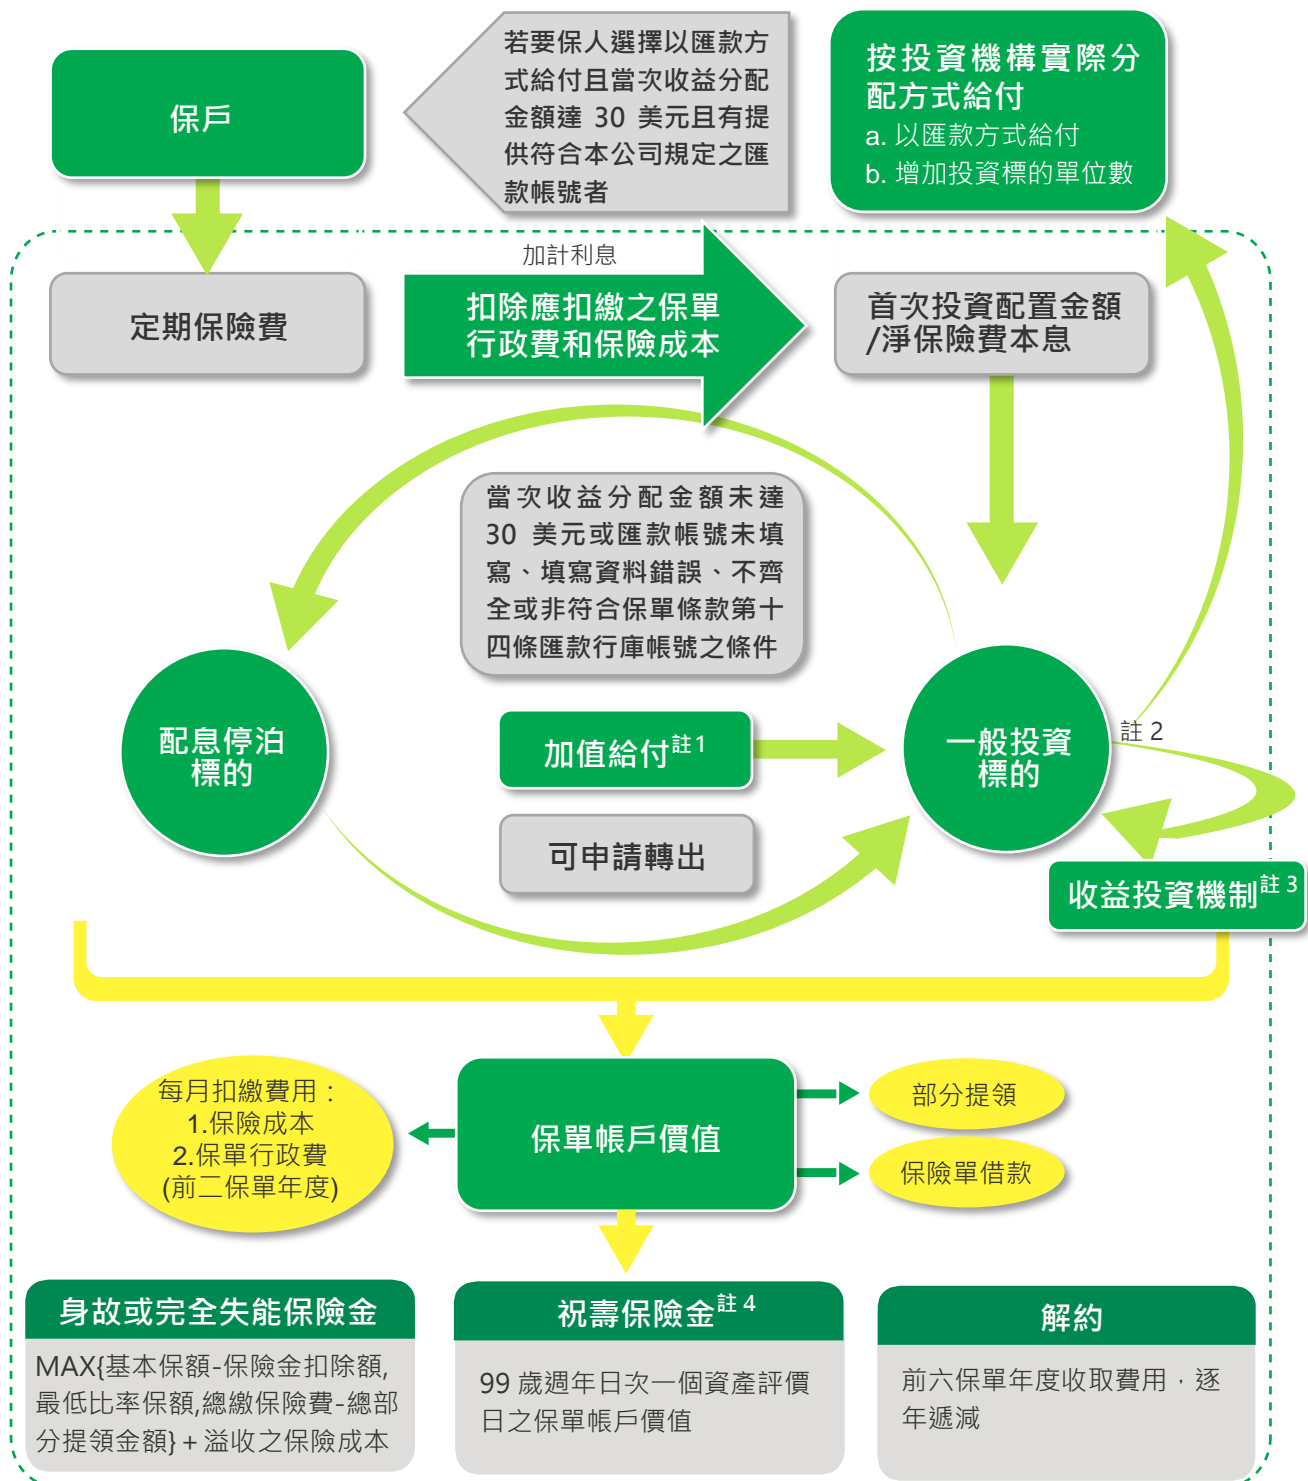 保戶
若要保人選擇以匯款方
式給付且當次收益分配
金額達 30 美元且有提
供符合本公司規定之匯
款帳號者
按投資機構實際分
配方式給付
a. 以匯款方式給付
b. 增加投資標的單位數
定期保險費
加計利息
扣除應扣繳之保單
行政費和保險成本
首次投資配置金額
/淨保險費本息
當次收益分配金額未達
30 美元或匯款帳號未填
寫、填寫資料錯誤、不齊
全或非符合保單條款第十
四條匯款行庫帳號之條件
配息停泊
標的
加值給付註1
可申請轉出
一般投資
標的
註 2
收益投資機制註 3
每月扣繳費用：
1.保險成本
2.保單行政費
(前二保單年度)
保單帳戶價值
部分提領
保險單借款
身故或完全失能保險金
MAX{基本保額-保險金扣除額,
最低比率保額,總繳保險費-總部
分提領金額}＋溢收之保險成本
祝壽保險金註 4
99 歲週年日次一個資產評價
日之保單帳戶價值
解約
前六保單年度收取費用，逐
年遞減